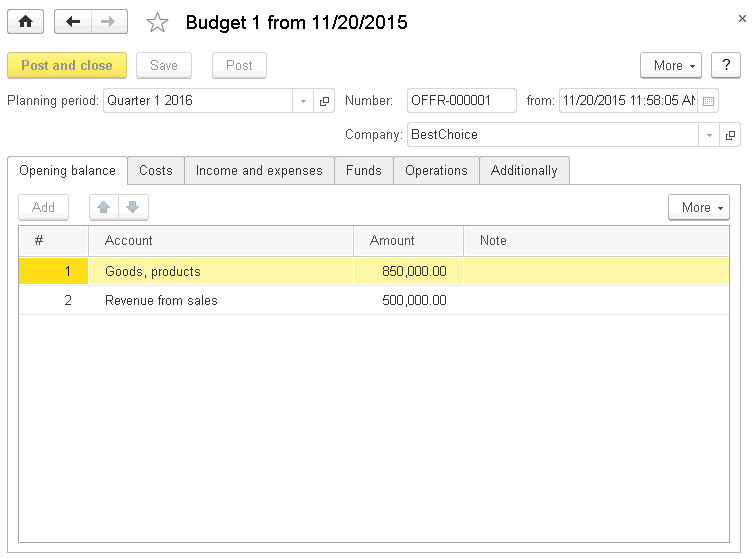 Budget 1 from 11/20/2015
Post and close Save Post More ?
Planning period: Quarter 1 2016 Number: OFFR-000001 from: 11/20/2015 11:58:05 AM
Company: BestChoice
Opening balance Costs Income and expenses Funds Operations Additionally
Add More
# Account Amount Note
1 Goods, products 850,000.00
2 Revenue from sales 500,000.00